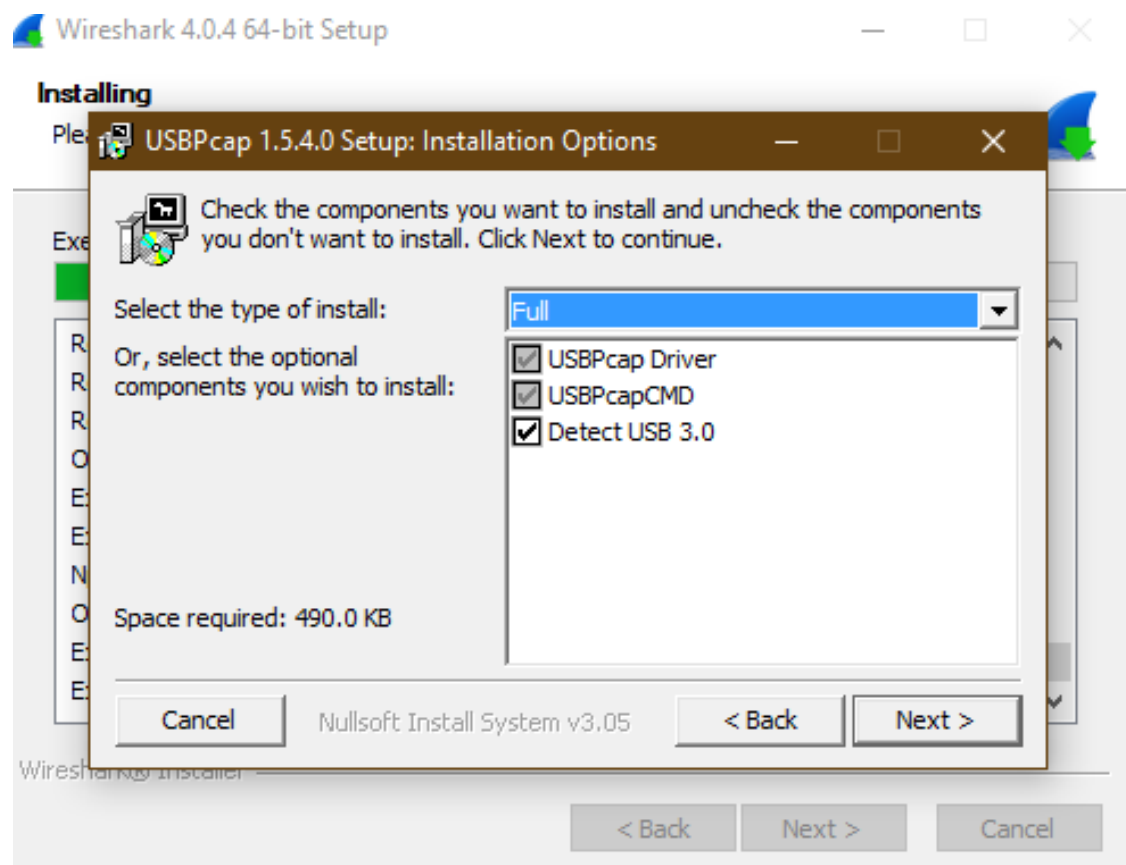 Wireshark 4.0.4 64-bit Setup
Installing
USBPcap 1.5.4.0 Setup: Installation Options
Check the components you want to install and uncheck the components
you don't want to install. Click Next to continue.
Select the type of install:
Full
Or, select the optional
components you wish to install:
USBPcap Driver
USBPcapCMD
Detect USB 3.0
Space required: 490.0 KB
Cancel
Nullsoft Install System v3.05
< Back
Next >
< Back
Next >
Cancel